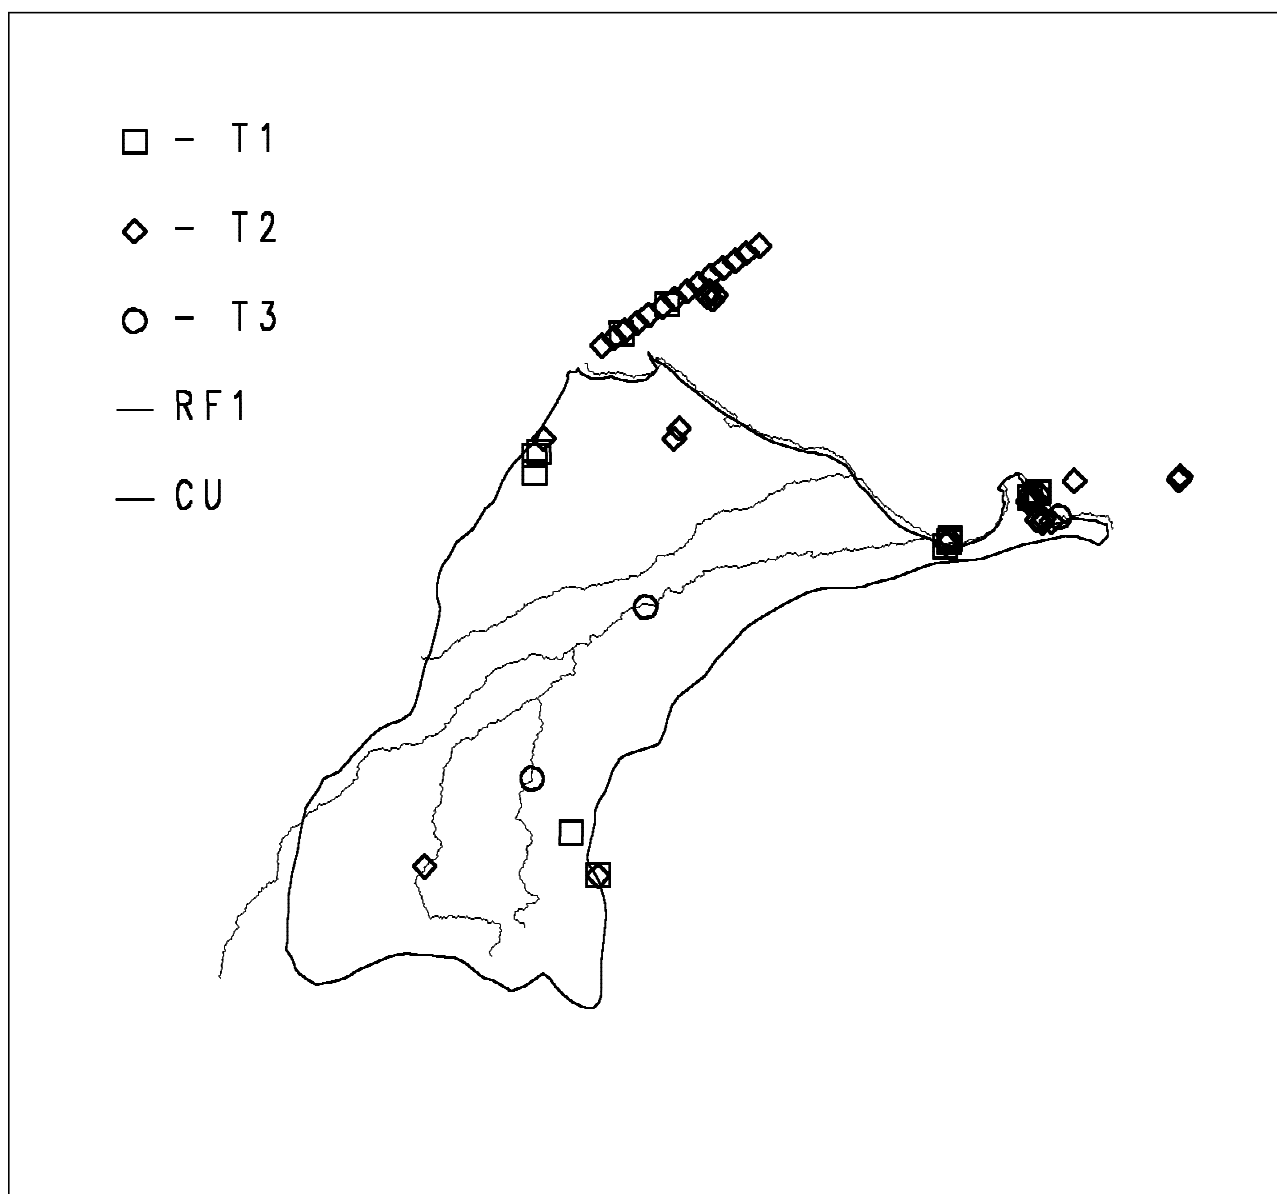 □ - T1
◇ - T2
○ - T3
— RF1
— CU